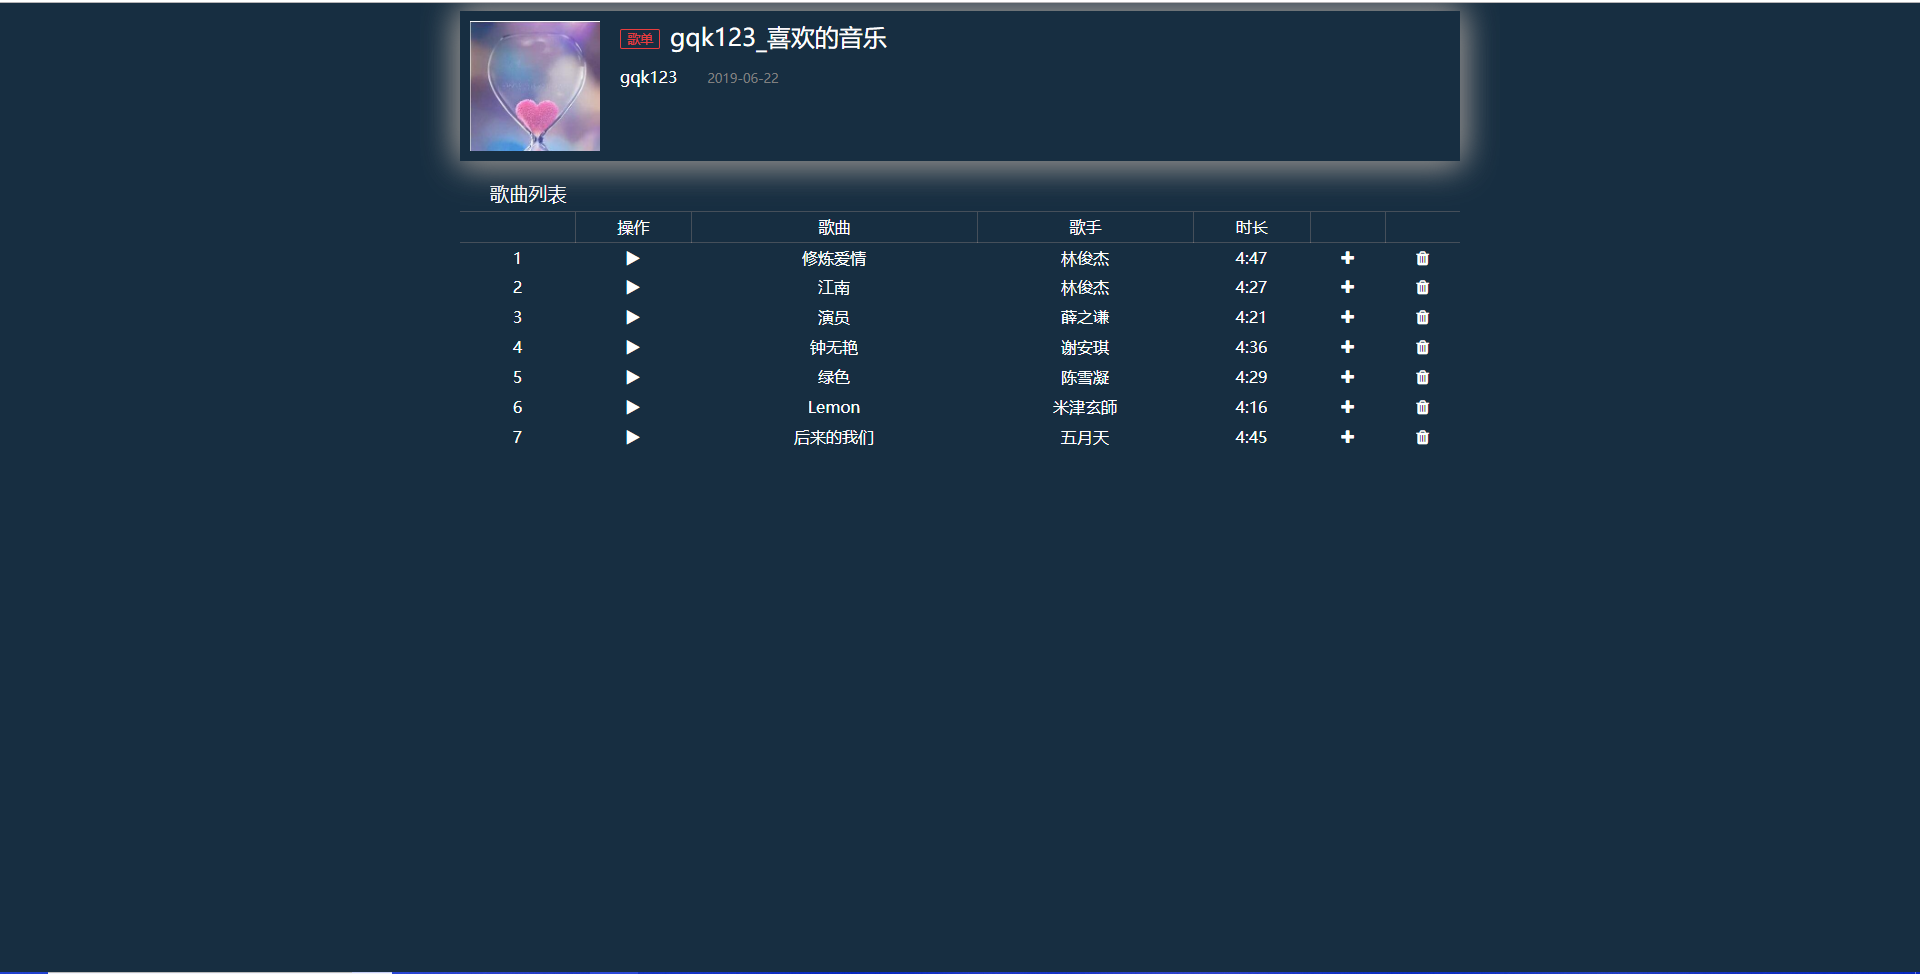 歌单 gqk123_喜欢的音乐
gqk123 2019-06-22
歌曲列表
操作 歌曲 歌手 时长
1 修炼爱情 林俊杰 4:47
2 江南 林俊杰 4:27
3 演员 薛之谦 4:21
4 钟无艳 谢安琪 4:36
5 绿色 陈雪凝 4:29
6 Lemon 米津玄師 4:16
7 后来的我们 五月天 4:45